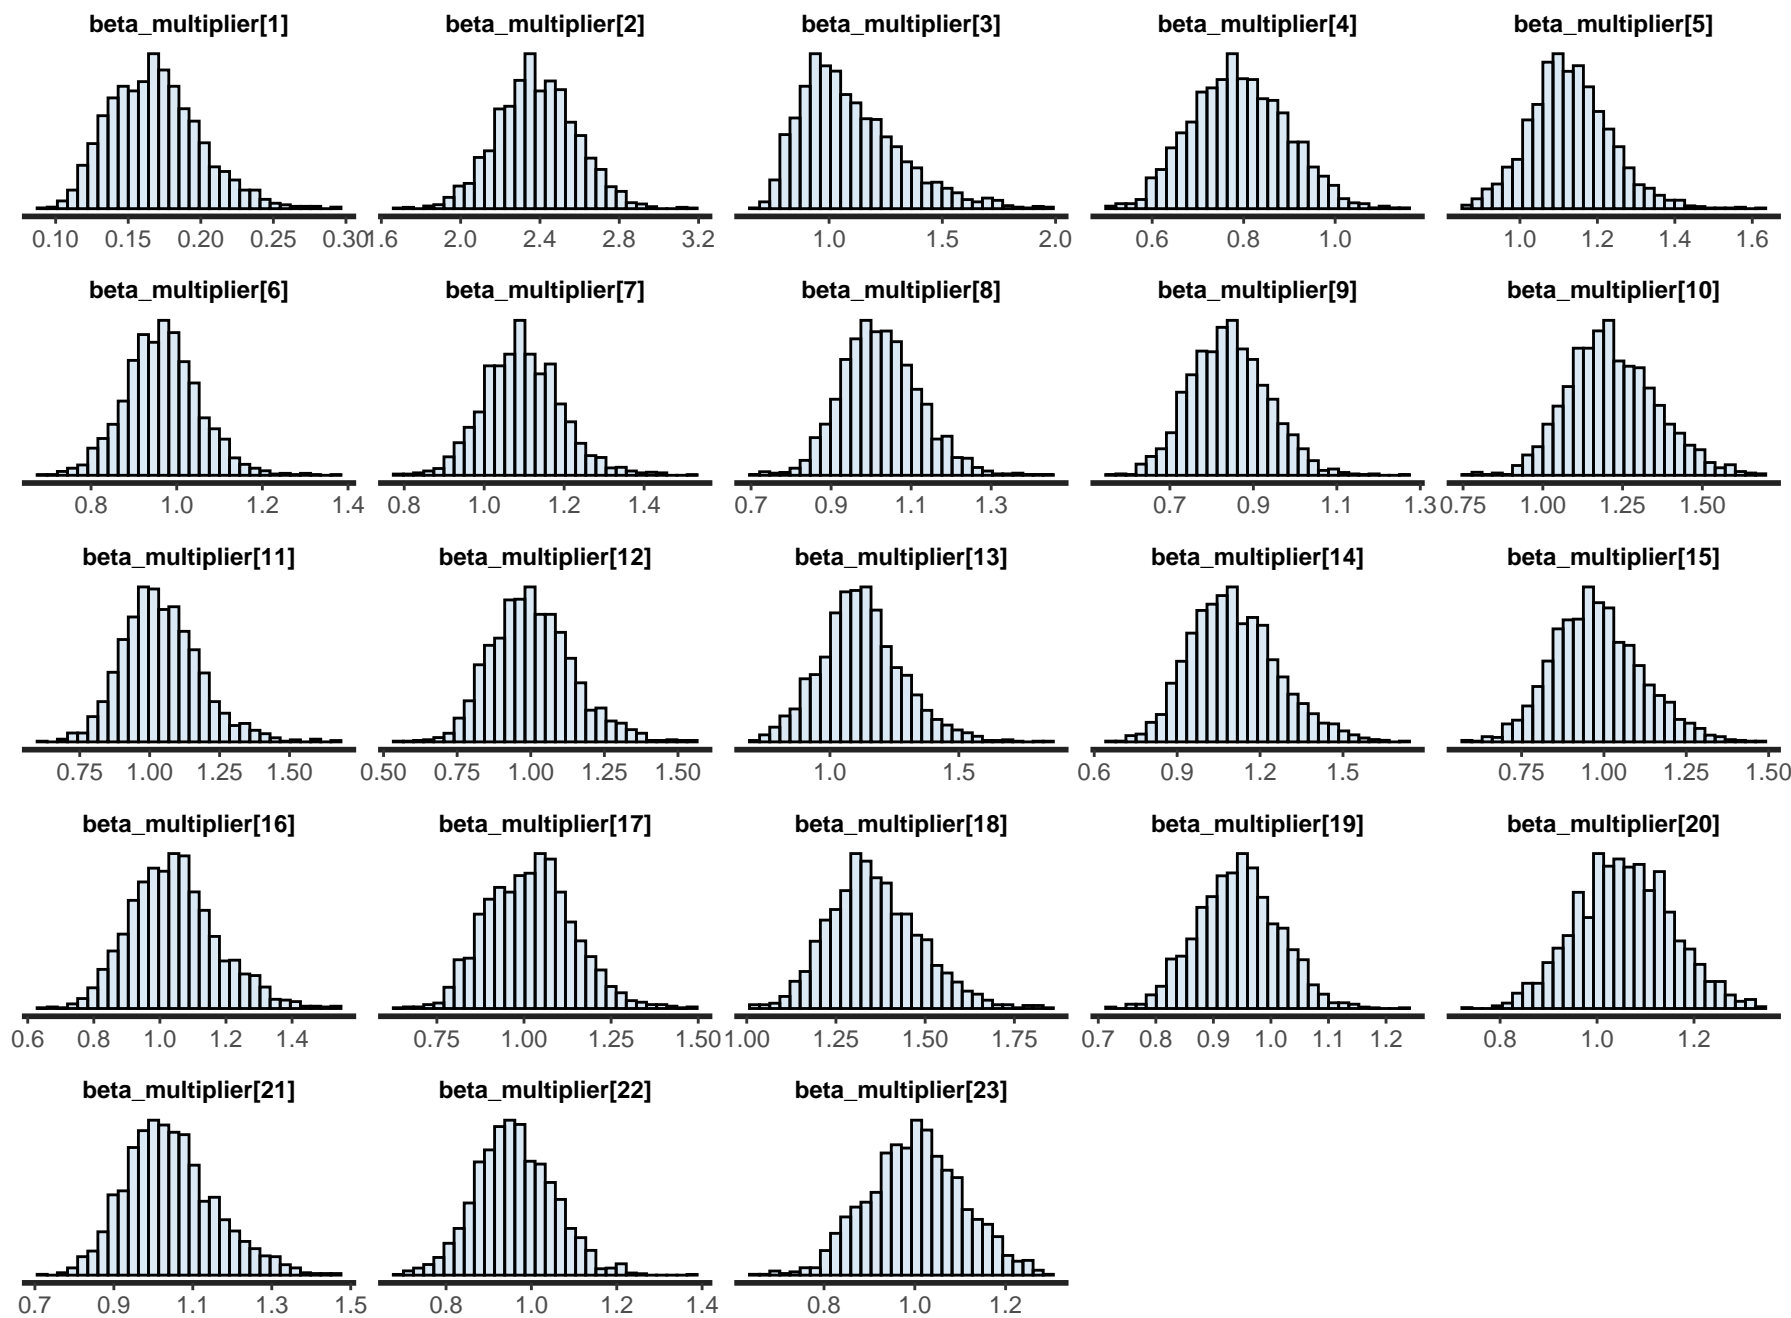 beta_multiplier[1] beta_multiplier[2] beta_multiplier[3] beta_multiplier[4] beta_multiplier[5]
0.10 0.15 0.20 0.25 0.30 1.6 2.0 2.4 2.8 3.2 1.0 1.5 2.0 0.6 0.8 1.0 1.0 1.2 1.4 1.6
beta_multiplier[6] beta_multiplier[7] beta_multiplier[8] beta_multiplier[9] beta_multiplier[10]
0.8 1.0 1.2 1.4 0.8 1.0 1.2 1.4 0.7 0.9 1.1 1.3 0.7 0.9 1.1 1.3 0.75 1.00 1.25 1.50
beta_multiplier[11] beta_multiplier[12] beta_multiplier[13] beta_multiplier[14] beta_multiplier[15]
0.75 1.00 1.25 1.50 0.50 0.75 1.00 1.25 1.50 1.0 1.5 0.6 0.9 1.2 1.5 0.75 1.00 1.25 1.50
beta_multiplier[16] beta_multiplier[17] beta_multiplier[18] beta_multiplier[19] beta_multiplier[20]
0.6 0.8 1.0 1.2 1.4 0.75 1.00 1.25 1.50 1.00 1.25 1.50 1.75 0.7 0.8 0.9 1.0 1.1 1.2 0.8 1.0 1.2
beta_multiplier[21] beta_multiplier[22] beta_multiplier[23]
0.7 0.9 1.1 1.3 1.5 0.8 1.0 1.2 1.4 0.8 1.0 1.2